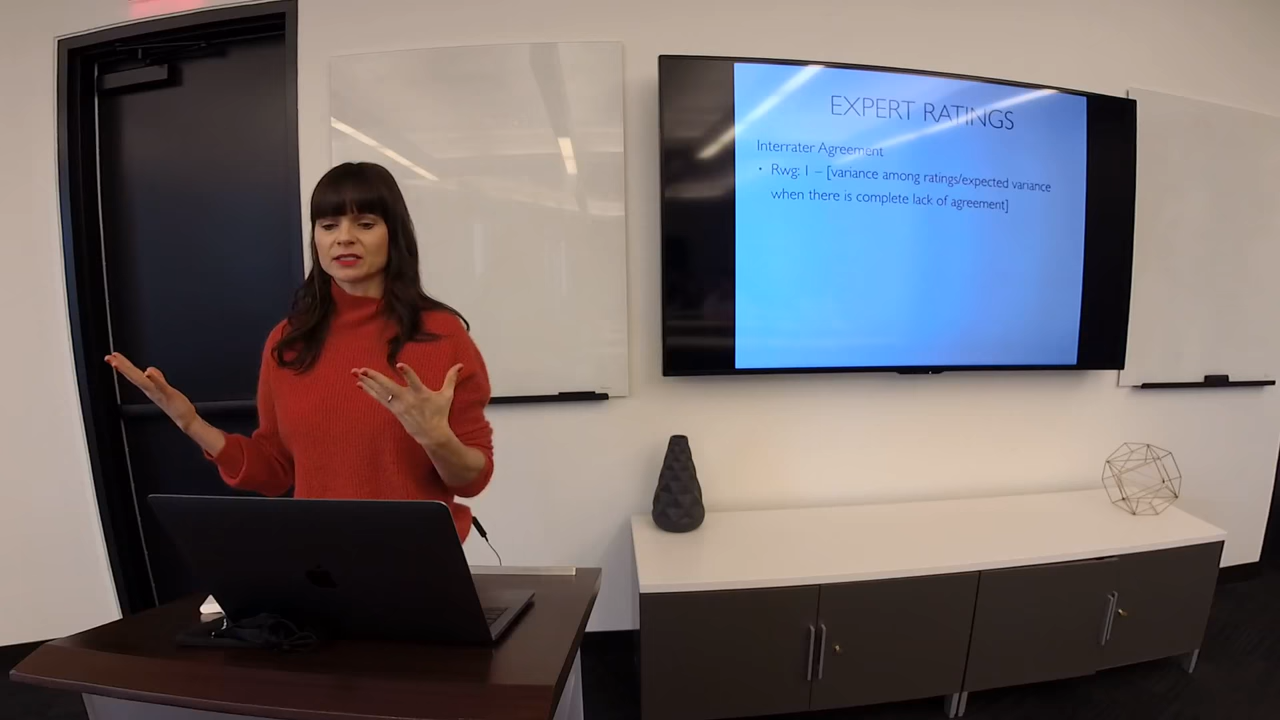 EXPERT RATINGS
Interrater Agreement
• Rwg: 1 – [variance among ratings/expected variance
when there is complete lack of agreement]